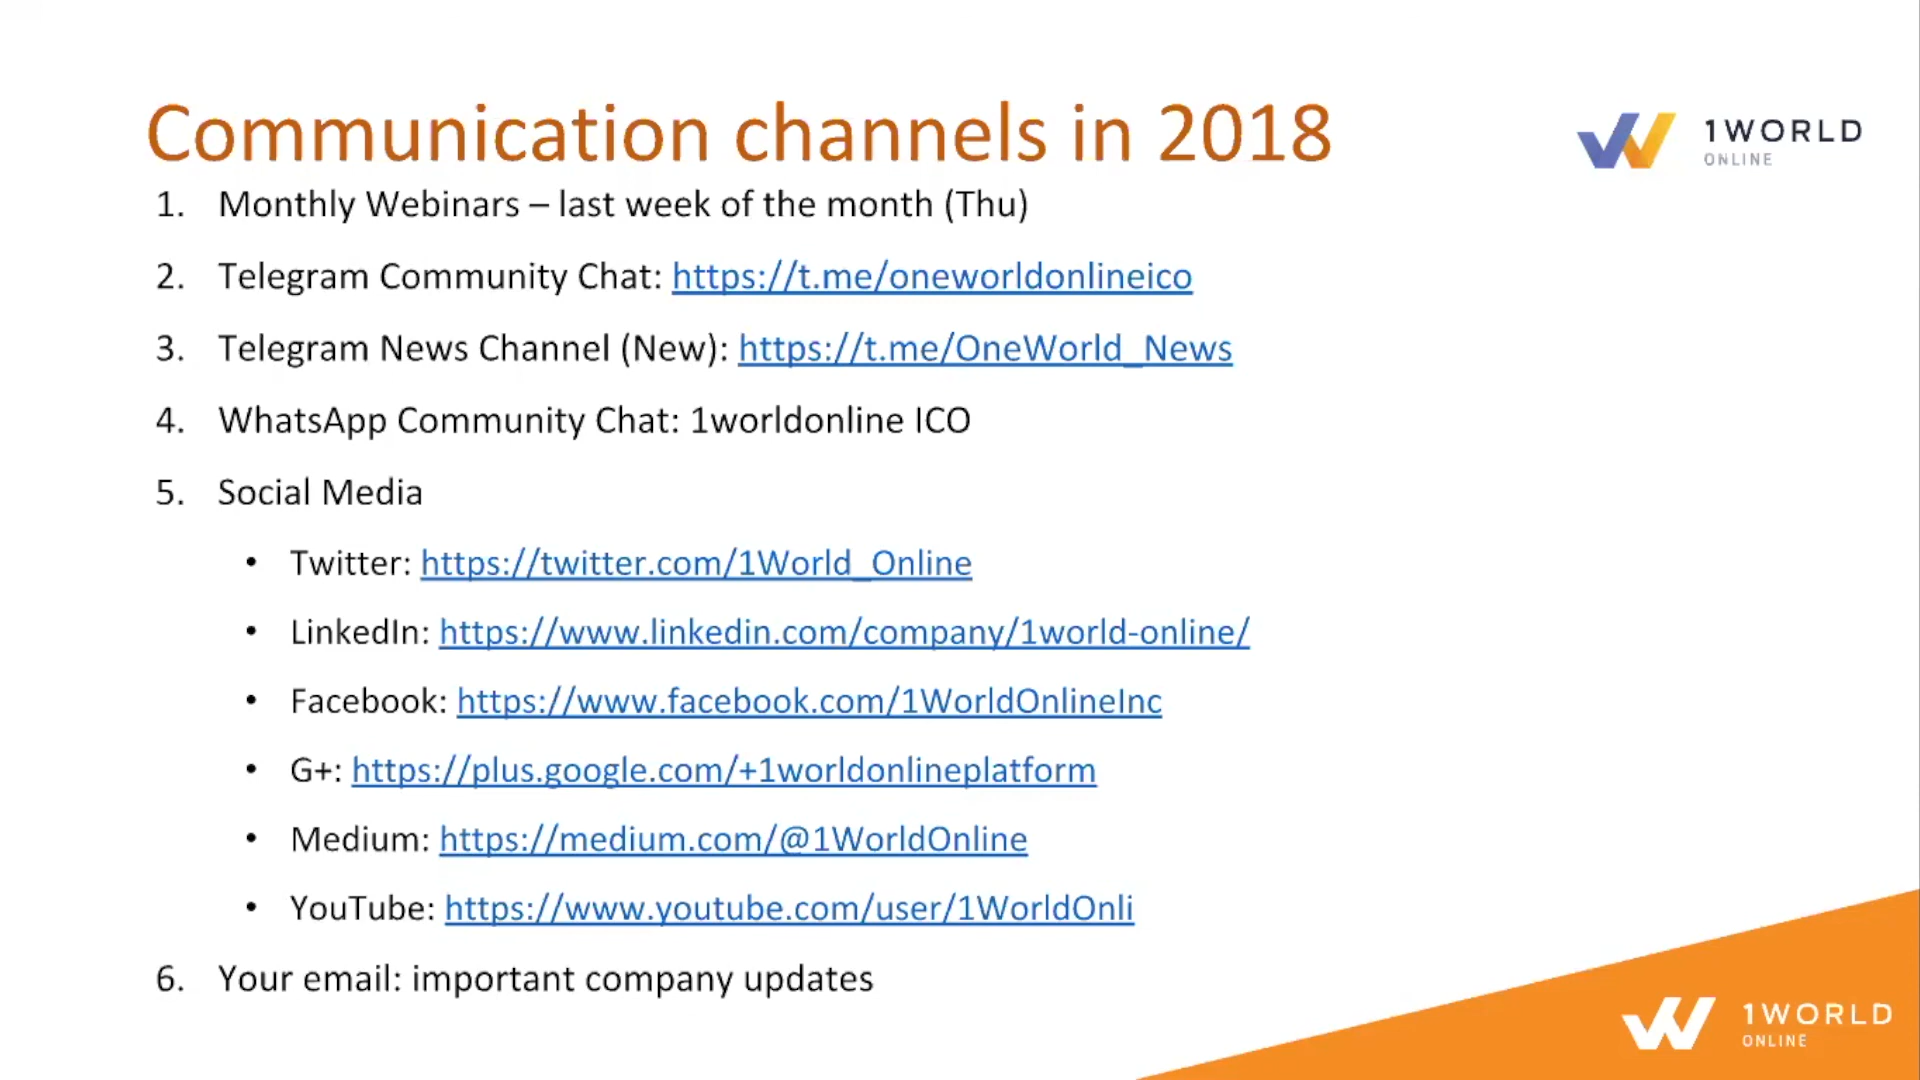 Communication channels in 2018
1WORLD
ONLINE
1. Monthly Webinars – last week of the month (Thu)
2. Telegram Community Chat: https://t.me/oneworldonlineico
3. Telegram News Channel (New): https://t.me/OneWorld_News
4. WhatsApp Community Chat: 1worldonline ICO
5. Social Media
• Twitter: https://twitter.com/1World_Online
• LinkedIn: https://www.linkedin.com/company/1world-online/
• Facebook: https://www.facebook.com/1WorldOnlineInc
• G+: https://plus.google.com/+1worldonlineplatform
• Medium: https://medium.com/@1WorldOnline
• YouTube: https://www.youtube.com/user/1WorldOnli
6. Your email: important company updates
1WORLD
ONLINE